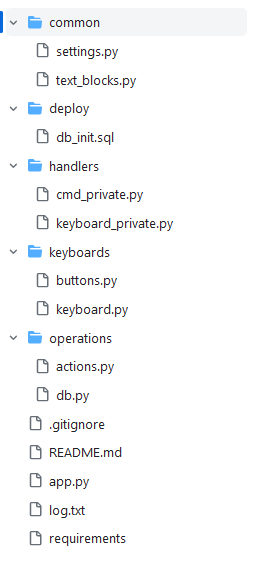 common
settings.py
text_blocks.py
deploy
db_init.sql
handlers
cmd_private.py
keyboard_private.py
keyboards
buttons.py
keyboard.py
operations
actions.py
db.py
.gitignore
README.md
app.py
log.txt
requirements